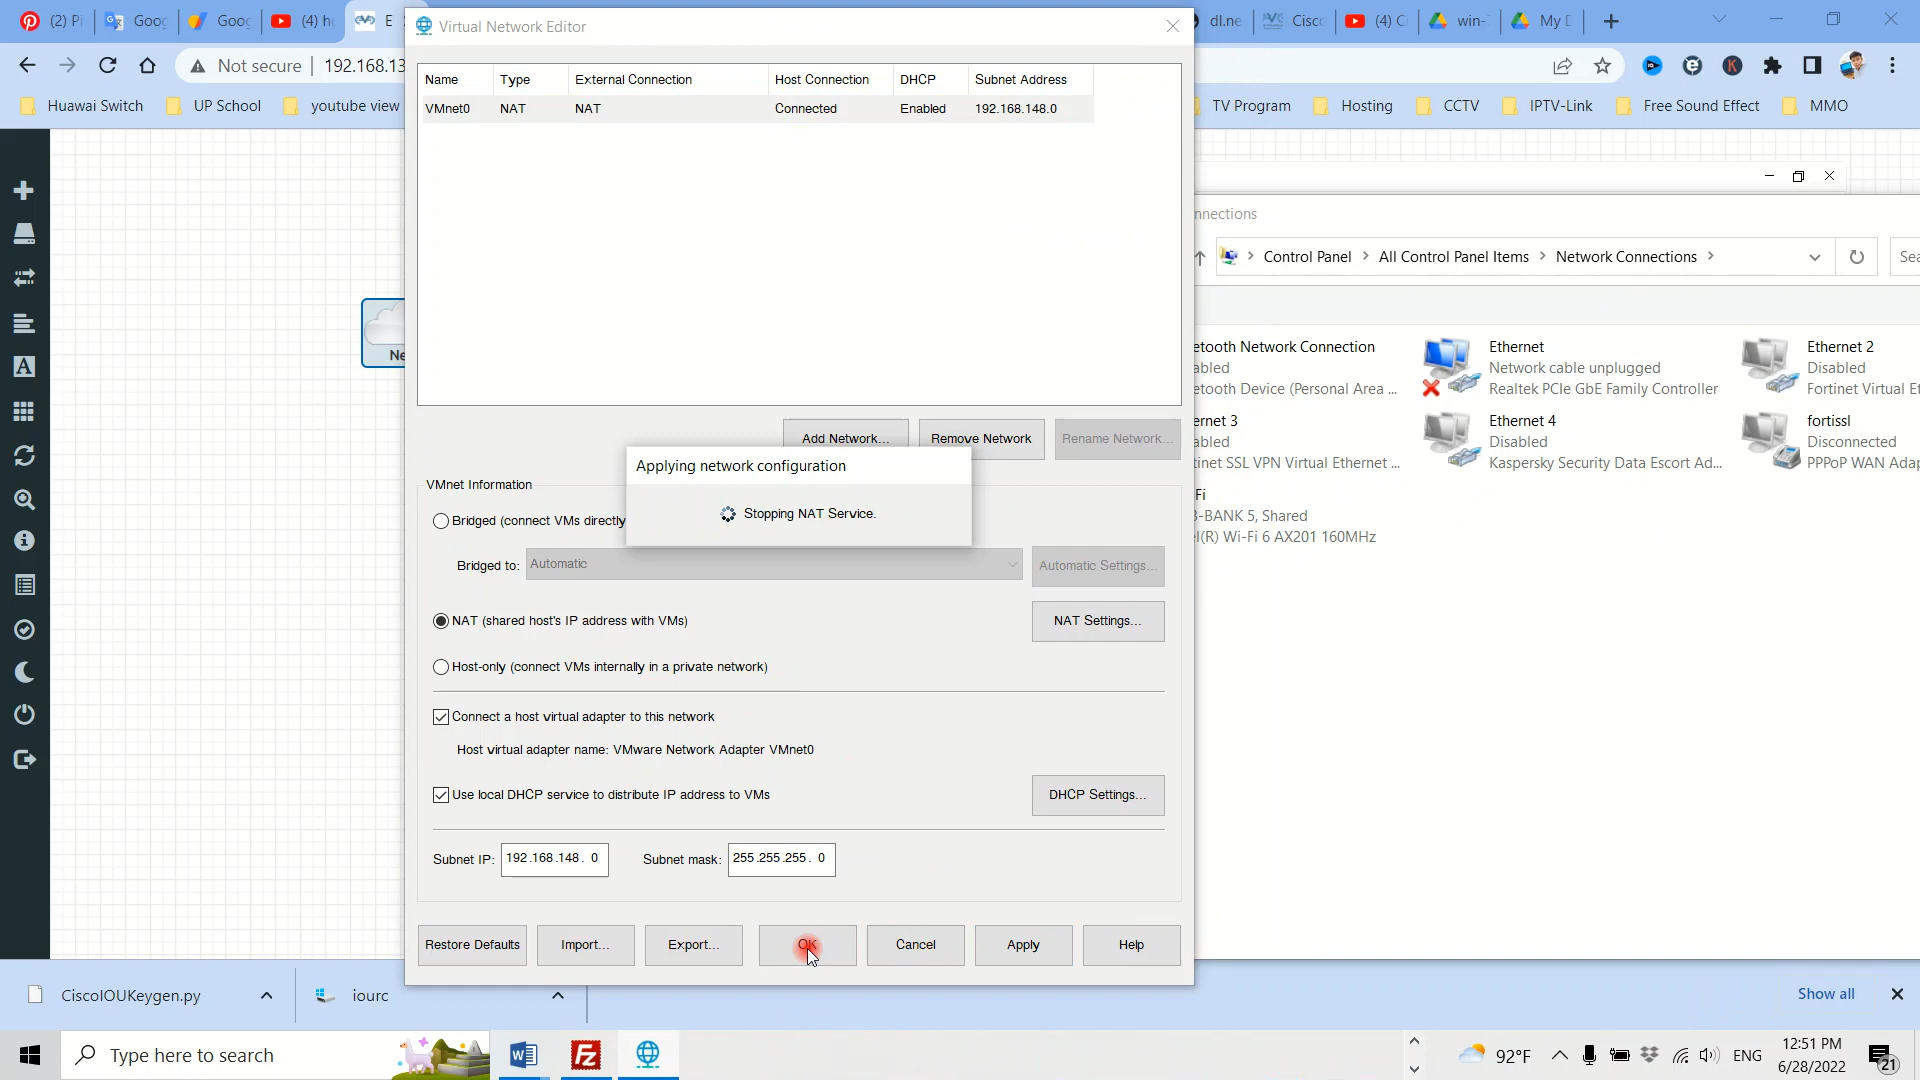 (2) Pi
Goog
Goog
(4) h
E
dl.ne
Cisc
(4) C
win-
My D
Not secure
192.168.13
Huawai Switch
UP School
youtube view
TV Program
Hosting
CCTV
IPTV-Link
Free Sound Effect
MMO
Virtual Network Editor
Name
Type
External Connection
Host Connection
DHCP
Subnet Address
VMnet0
NAT
NAT
Connected
Enabled
192.168.148.0
Ne
Add Network...
Remove Network
Rename Network...
Applying network configuration
Stopping NAT Service.
VMnet Information
Bridged (connect VMs directly
Bridged to:
Automatic
Automatic Settings...
NAT (shared host's IP address with VMs)
NAT Settings...
Host-only (connect VMs internally in a private network)
Connect a host virtual adapter to this network
Host virtual adapter name: VMware Network Adapter VMnet0
Use local DHCP service to distribute IP address to VMs
DHCP Settings...
Subnet IP:
192.168.148. 0
Subnet mask:
255.255.255. 0
Restore Defaults
Import...
Export...
OK
Cancel
Apply
Help
nnections
Control Panel
All Control Panel Items
Network Connections
Sea
etooth Network Connection
abled
etooth Device (Personal Area ...
Ethernet
Network cable unplugged
Realtek PCIe GbE Family Controller
Ethernet 2
Disabled
Fortinet Virtual Et
ernet 3
abled
tinet SSL VPN Virtual Ethernet ...
Ethernet 4
Disabled
Kaspersky Security Data Escort Ad...
fortissl
Disconnected
PPPoP WAN Adap
Fi
3-BANK 5, Shared
el(R) Wi-Fi 6 AX201 160MHz
CiscoIOUKeygen.py
iourc
Show all
Type here to search
92°F
ENG
12:51 PM
6/28/2022
21